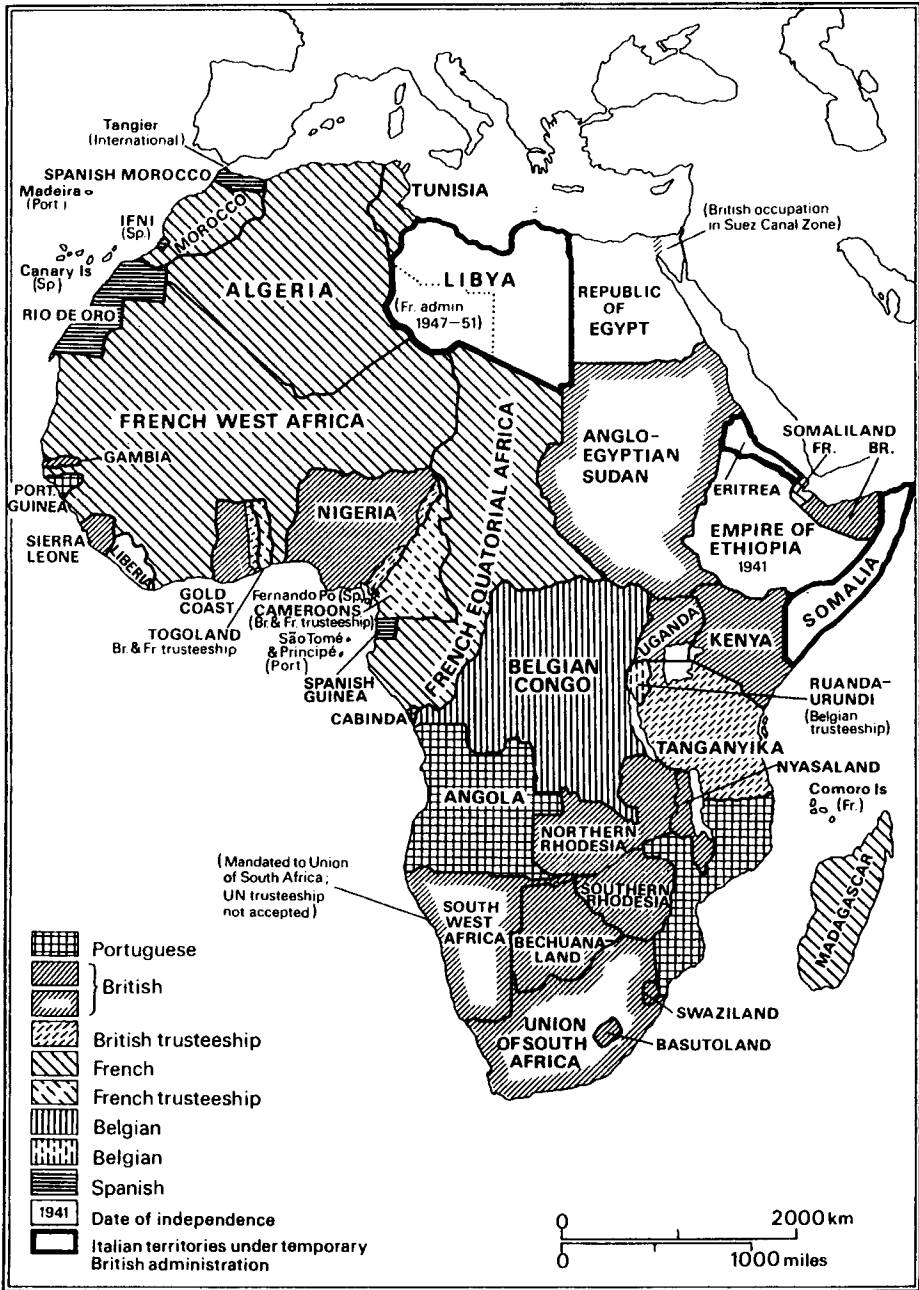 Tangier
(International)
SPANISH MOROCCO
Madeira
(Port)
IFNI
(Sp.)
MOROCCO
Canary Is
(Sp)
RIO DE ORO
ALGERIA
TUNISIA
LIBYA
(Fr. admin
1947–51)
(British occupation
in Suez Canal Zone)
REPUBLIC
OF
EGYPT
FRENCH WEST AFRICA
GAMBIA
PORT.
GUINEA
SIERRA
LEONE
LIBERIA
GOLD
COAST
TOGOLAND
Br. & Fr. trusteeship
NIGERIA
Fernando Po (Sp)
CAMEROONS
(Br. & Fr. trusteeship)
São Tomé
& Principé
(Port)
SPANISH
GUINEA
CABINDA
FRENCH EQUATORIAL AFRICA
ANGLO-
EGYPTIAN
SUDAN
SOMALILAND
FR. BR.
ERITREA
EMPIRE OF
ETHIOPIA
1941
SOMALIA
UGANDA
KENYA
BELGIAN
CONGO
RUANDA-
URUNDI
(Belgian
trusteeship)
TANGANYIKA
NYASALAND
Comoro Is
(Fr.)
ANGOLA
NORTHERN
RHODESIA
SOUTHERN
RHODESIA
MADAGASCAR
(Mandated to Union
of South Africa;
UN trusteeship
not accepted)
SOUTH
WEST
AFRICA
BECHUANA-
LAND
SWAZILAND
BASUTOLAND
UNION
OF SOUTH
AFRICA
Portuguese
British
British trusteeship
French
French trusteeship
Belgian
Belgian
Spanish
1941 Date of independence
Italian territories under temporary
British administration
0 2000 km
0 1000 miles